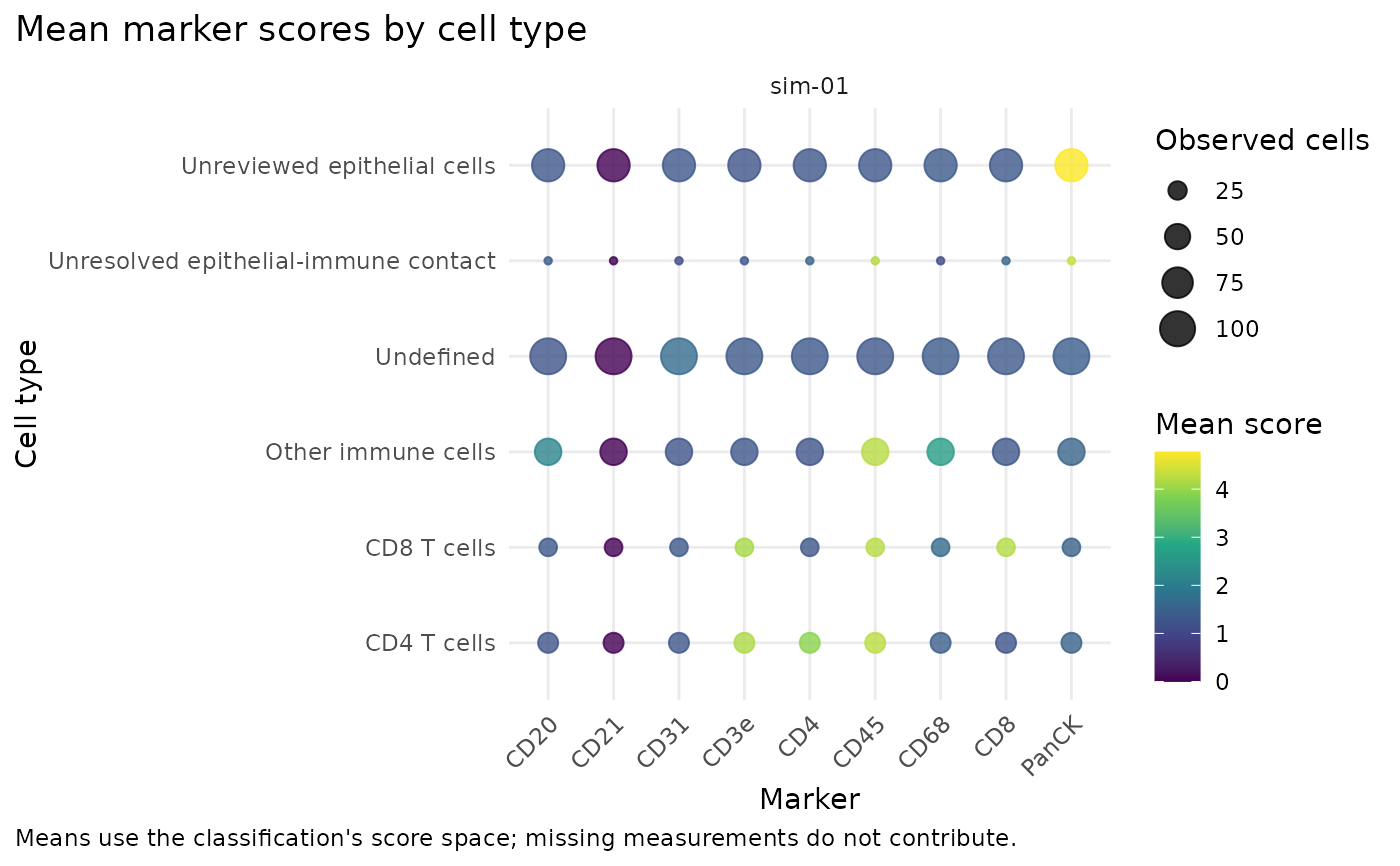 Mean marker scores by cell type
sim-01
Cell type
Unreviewed epithelial cells
Unresolved epithelial-immune contact
Undefined
Other immune cells
CD8 T cells
CD4 T cells
CD20
CD21
CD31
CD3e
CD4
CD45
CD68
CD8
PanCK
Marker
Observed cells
25
50
75
100
Mean score
4
3
2
1
0
Means use the classification's score space; missing measurements do not contribute.